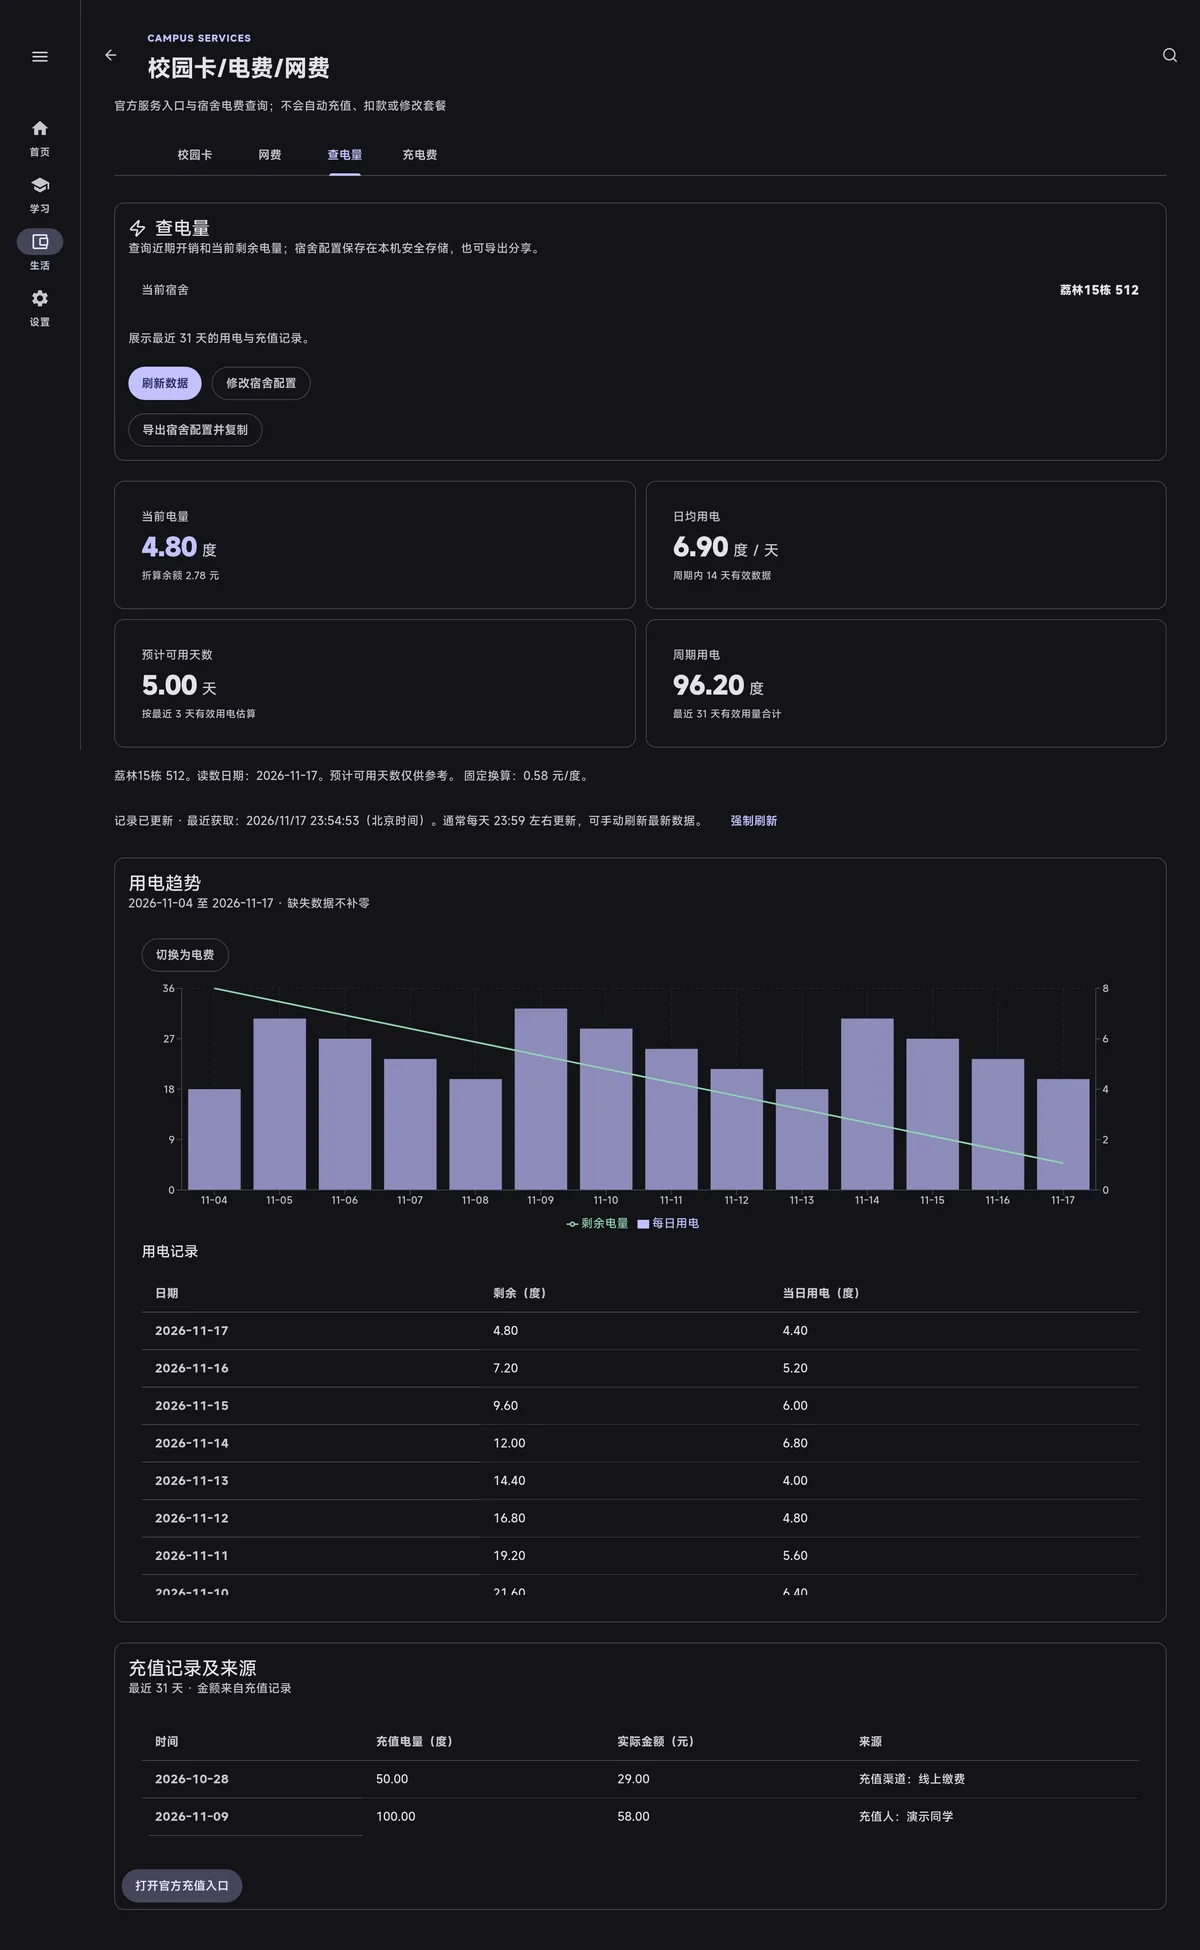 CAMPUS SERVICES
校园卡/电费/网费
官方服务入口与宿舍电费查询；不会自动充值、扣款或修改套餐
首页
学习
生活
设置
校园卡 网费 查电量 充电费
查电量
查询近期开销和当前剩余电量；宿舍配置保存在本机安全存储，也可导出分享。
当前宿舍 荔林15栋 512
展示最近 31 天的用电与充值记录。
刷新数据 修改宿舍配置
导出宿舍配置并复制
当前电量
4.80 度
折算余额 2.78 元
日均用电
6.90 度 / 天
周期内 14 天有效数据
预计可用天数
5.00 天
按最近 3 天有效用电估算
周期用电
96.20 度
最近 31 天有效用量合计
荔林15栋 512。读数日期：2026-11-17。预计可用天数仅供参考。 固定换算：0.58 元/度。
记录已更新 · 最近获取：2026/11/17 23:54:53（北京时间）。通常每天 23:59 左右更新，可手动刷新最新数据。 强制刷新
用电趋势
2026-11-04 至 2026-11-17 · 缺失数据不补零
切换为电费
36 8
27 6
18 4
9 2
0 0
11-04 11-05 11-06 11-07 11-08 11-09 11-10 11-11 11-12 11-13 11-14 11-15 11-16 11-17
剩余电量 每日用电
用电记录
日期 剩余（度） 当日用电（度）
2026-11-17 4.80 4.40
2026-11-16 7.20 5.20
2026-11-15 9.60 6.00
2026-11-14 12.00 6.80
2026-11-13 14.40 4.00
2026-11-12 16.80 4.80
2026-11-11 19.20 5.60
2026-11-10 21.60 6.40
充值记录及来源
最近 31 天 · 金额来自充值记录
时间 充值电量（度） 实际金额（元） 来源
2026-10-28 50.00 29.00 充值渠道：线上缴费
2026-11-09 100.00 58.00 充值人：演示同学
打开官方充值入口